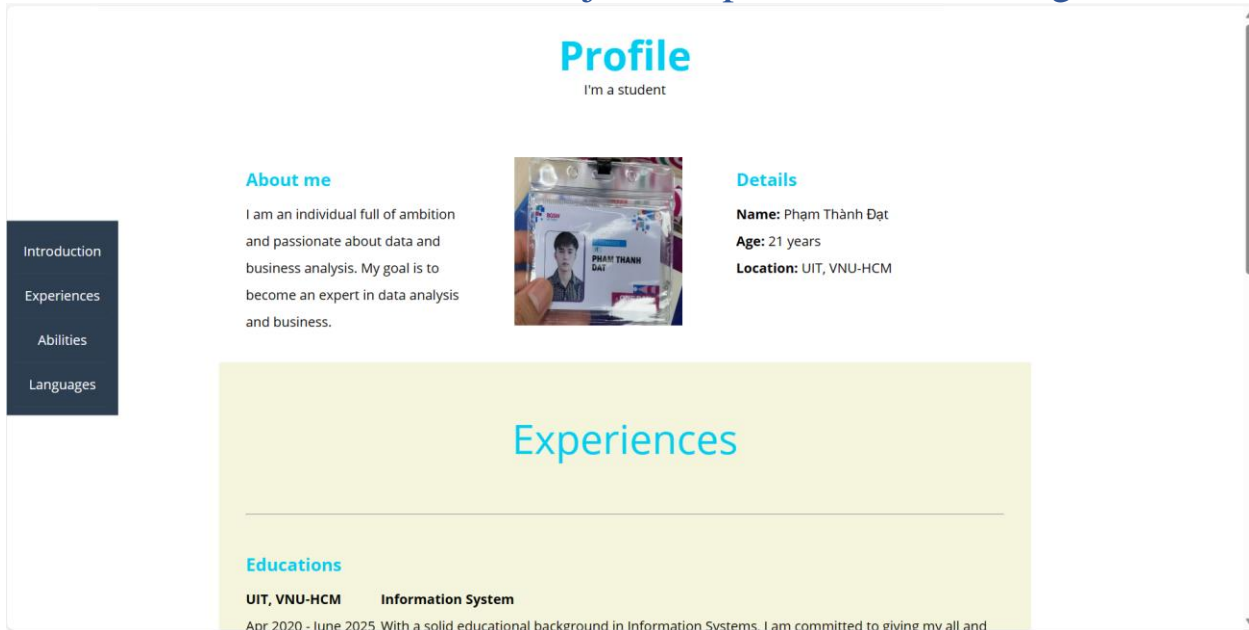 Profile
I'm a student
Introduction
Experiences
Abilities
Languages
About me
I am an individual full of ambition
and passionate about data and
business analysis. My goal is to
become an expert in data analysis
and business.
PHAM THANH
DAT
Details
Name: Phạm Thành Đạt
Age: 21 years
Location: UIT, VNU-HCM
Experiences
Educations
UIT, VNU-HCM Information System
Apr 2020 - June 2025 With a solid educational background in Information Systems, I am committed to giving my all and